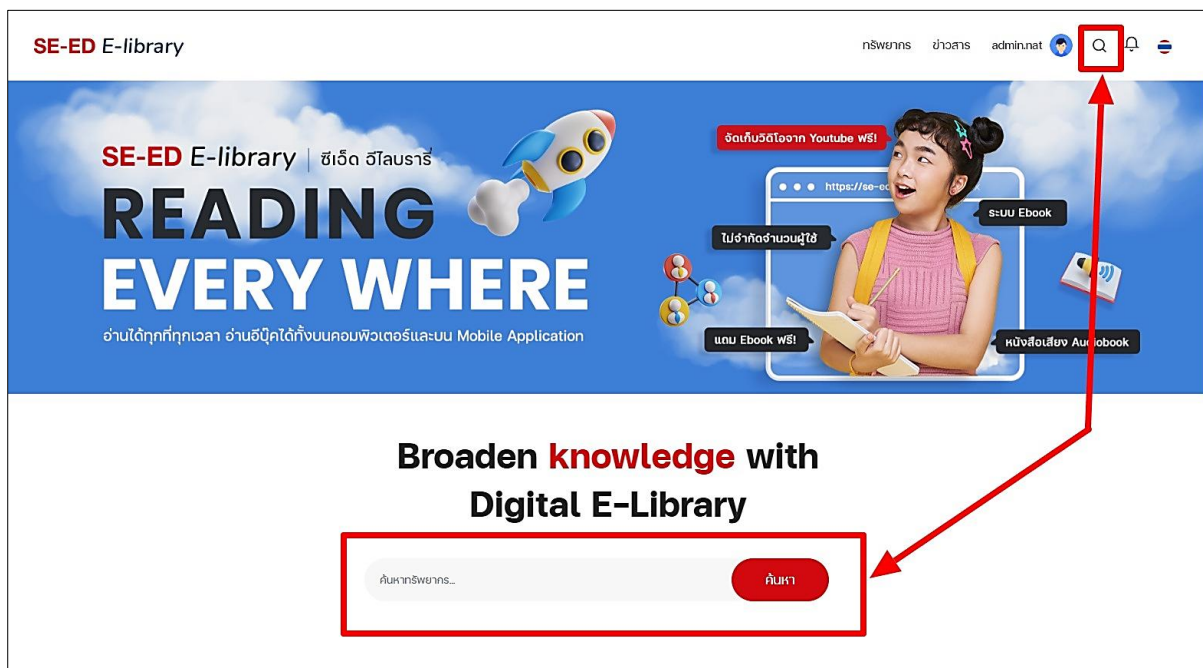 SE-ED E-library
ทรัพยากร ข่าวสาร admin.nat
SE-ED E-library | ซีเอ็ด อีไลบรารี่
READING
EVERY WHERE
อ่านได้ทุกที่ทุกเวลา อ่านอีบุ๊คได้ทั้งบนคอมพิวเตอร์และบน Mobile Application
จัดเก็บวิดิโอจาก Youtube ฟรี!
https://se-ed
ระบบ Ebook
ไม่จำกัดจำนวนผู้ใช้
แถม Ebook ฟรี!
หนังสือเสียง Audiobook
Broaden knowledge with
Digital E-Library
ค้นหาทรัพยากร...
ค้นหา